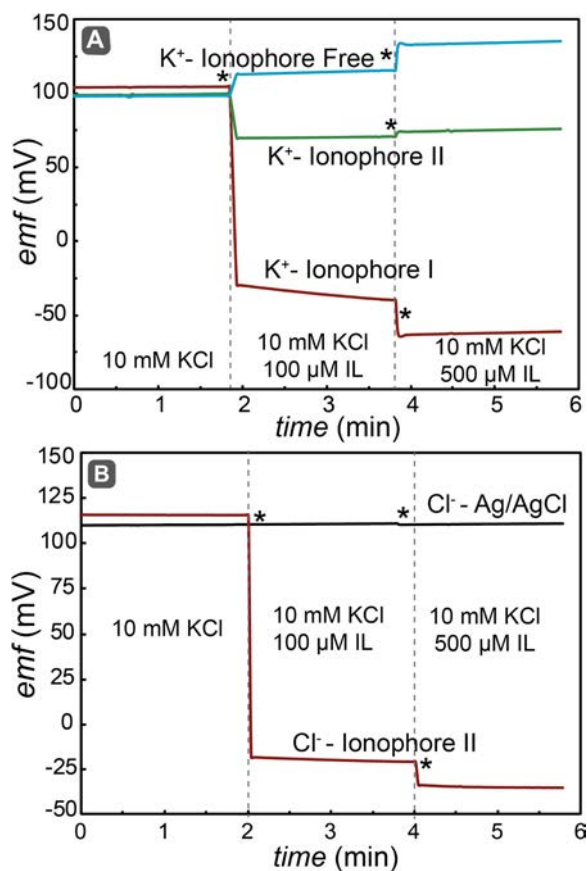 A
150
100
50
0
-50
-100
emf (mV)
* K⁺- Ionophore Free *
*
K⁺- Ionophore II
K⁺- Ionophore I
*
10 mM KCl
10 mM KCl
100 µM IL
10 mM KCl
500 µM IL
0 1 2 3 4 5 6
time (min)
B
150
125
100
75
50
25
0
-25
-50
emf (mV)
Cl⁻- Ag/AgCl
* *
10 mM KCl
10 mM KCl
100 µM IL
10 mM KCl
500 µM IL
Cl⁻- Ionophore II
*
0 1 2 3 4 5 6
time (min)